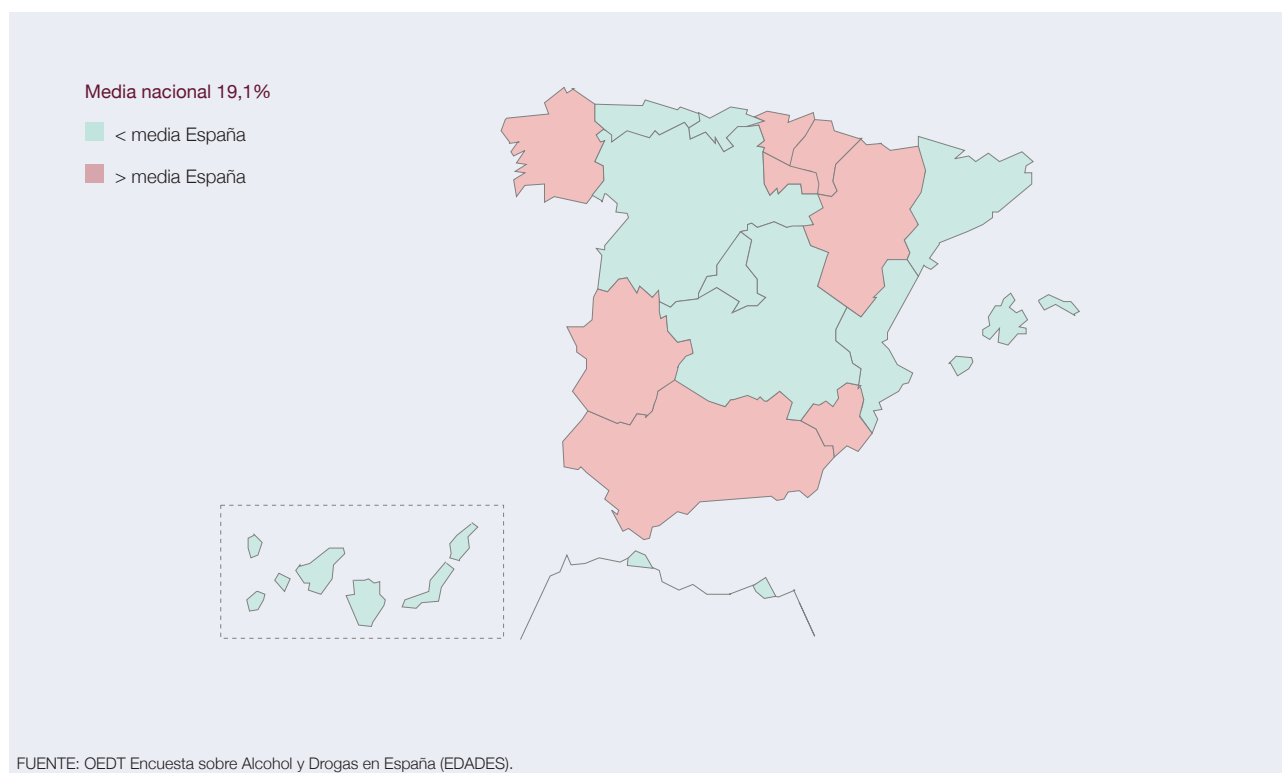 Media nacional 19,1%
< media España
> media España
FUENTE: OEDT Encuesta sobre Alcohol y Drogas en España (EDADES).